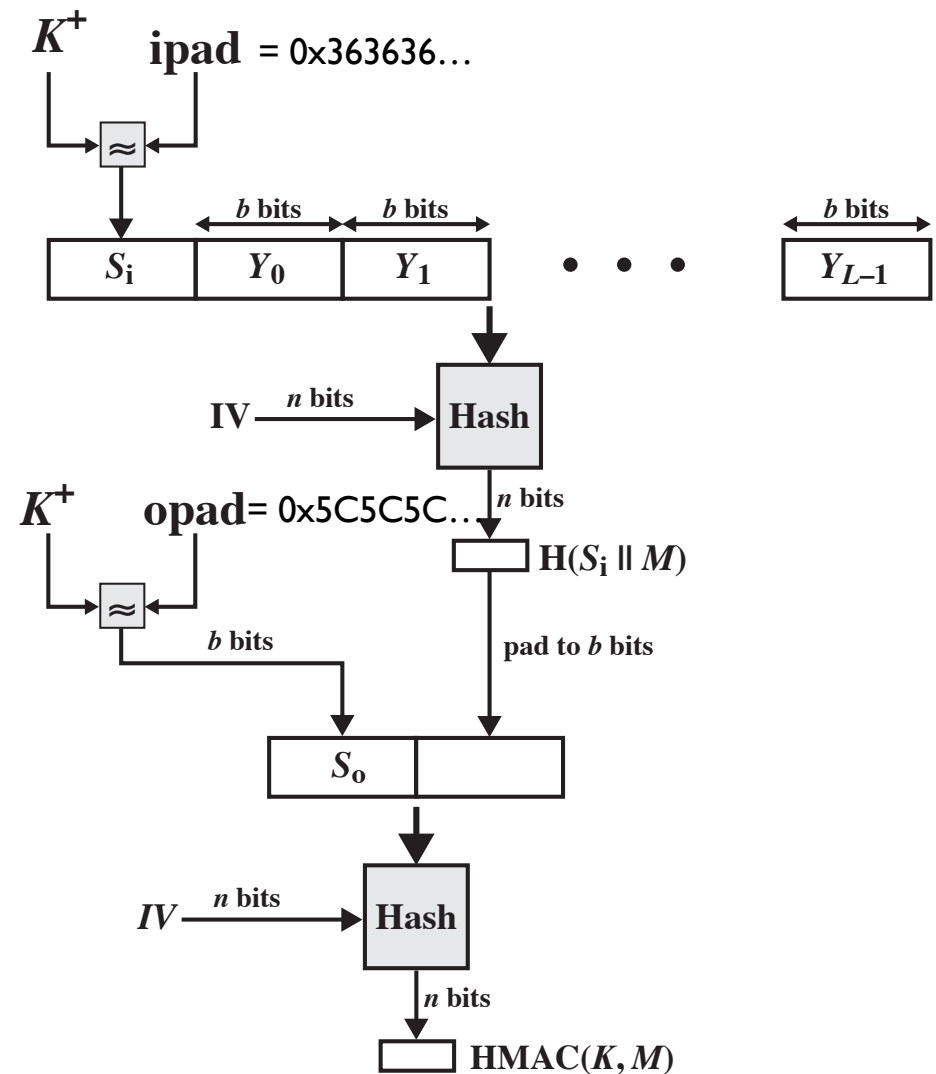 K⁺ ipad = 0x363636...
≈
b bits b bits b bits
Sᵢ Y₀ Y₁ • • • Y_L–1
IV n bits Hash
n bits
K⁺ opad= 0x5C5C5C...
H(Sᵢ || M)
≈
b bits
pad to b bits
Sₒ
IV n bits Hash
n bits
HMAC(K, M)